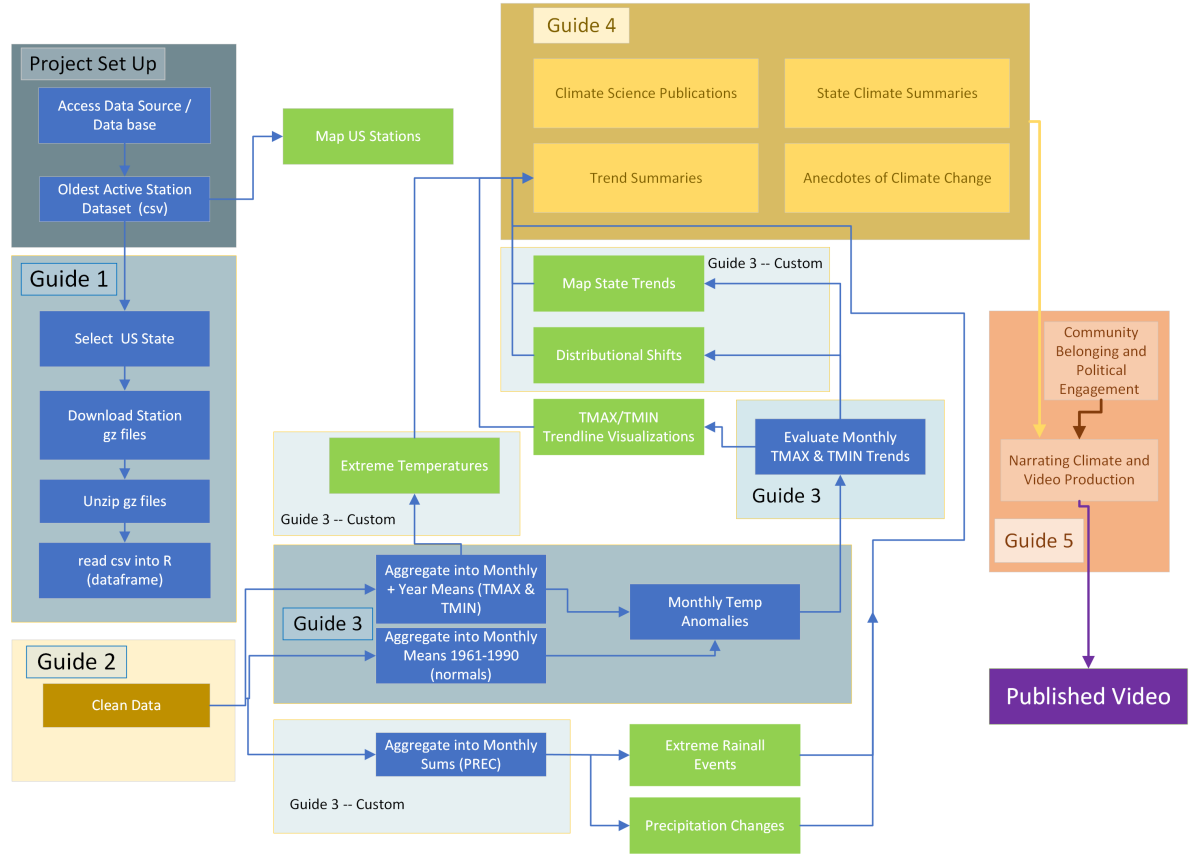 Project Set Up
Access Data Source /
Data base
Oldest Active Station
Dataset (csv)
Map US Stations
Guide 1
Select US State
Download Station
gz files
Unzip gz files
read csv into R
(dataframe)
Guide 2
Clean Data
Guide 4
Climate Science Publications
State Climate Summaries
Trend Summaries
Anecdotes of Climate Change
Guide 3 -- Custom
Map State Trends
Distributional Shifts
TMAX/TMIN
Trendline Visualizations
Evaluate Monthly
TMAX & TMIN Trends
Guide 3
Extreme Temperatures
Guide 3 -- Custom
Aggregate into Monthly
+ Year Means (TMAX &
TMIN)
Guide 3
Aggregate into Monthly
Means 1961-1990
(normals)
Monthly Temp
Anomalies
Aggregate into Monthly
Sums (PREC)
Guide 3 -- Custom
Extreme Rainall
Events
Precipitation Changes
Community
Belonging and
Political
Engagement
Narrating Climate and
Video Production
Guide 5
Published Video